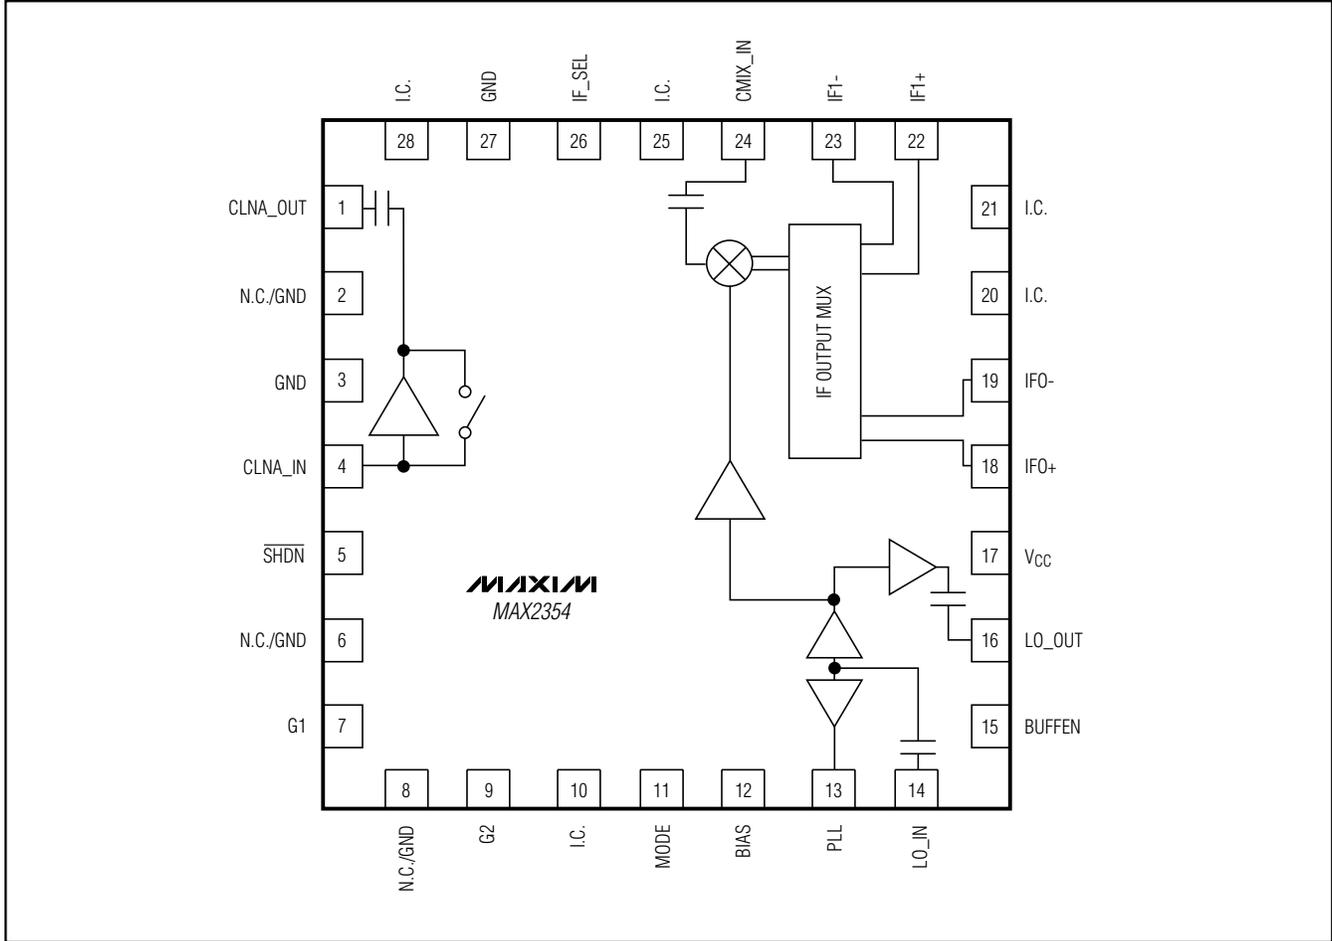 I.C.
GND
IF_SEL
I.C.
CMIX_IN
IF1-
IF1+
28
27
26
25
24
23
22
CLNA_OUT 1
21 I.C.
N.C./GND 2
20 I.C.
IF OUTPUT MUX
GND 3
19 IFO-
CLNA_IN 4
18 IFO+
SHDN 5
17 VCC
MAXIM
MAX2354
N.C./GND 6
16 LO_OUT
G1 7
15 BUFFEN
8
9
10
11
12
13
14
N.C./GND
G2
I.C.
MODE
BIAS
PLL
LO_IN